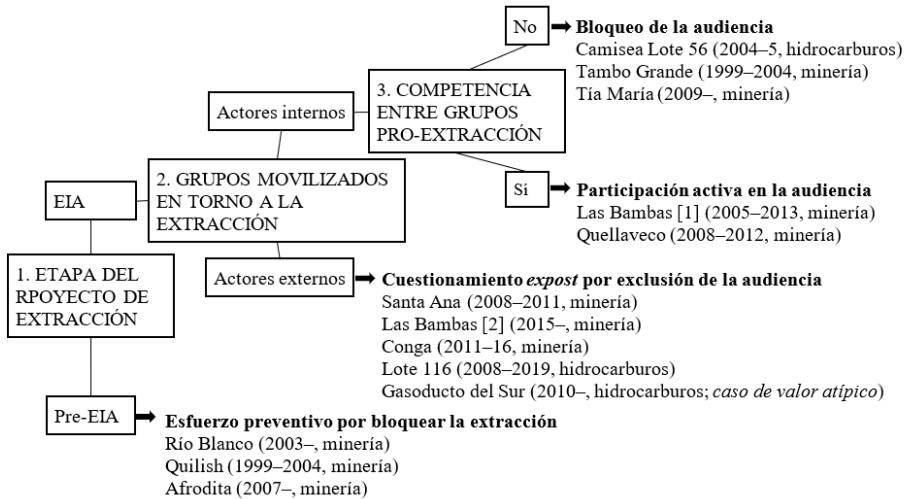 No
Bloqueo de la audiencia
Camisea Lote 56 (2004–5, hidrocarburos)
Tambo Grande (1999–2004, minería)
Tía María (2009–, minería)
3. COMPETENCIA
ENTRE GRUPOS
PRO-EXTRACCIÓN
Actores internos
Sí
Participación activa en la audiencia
Las Bambas [1] (2005–2013, minería)
Quellaveco (2008–2012, minería)
2. GRUPOS MOVILIZADOS
EN TORNO A LA
EXTRACCIÓN
EIA
Actores externos
Cuestionamiento expost por exclusión de la audiencia
Santa Ana (2008–2011, minería)
Las Bambas [2] (2015–, minería)
Conga (2011–16, minería)
Lote 116 (2008–2019, hidrocarburos)
Gasoducto del Sur (2010–, hidrocarburos; caso de valor atípico)
1. ETAPA DEL
RPOYECTO DE
EXTRACCIÓN
Pre-EIA
Esfuerzo preventivo por bloquear la extracción
Río Blanco (2003–, minería)
Quilish (1999–2004, minería)
Afrodita (2007–, minería)